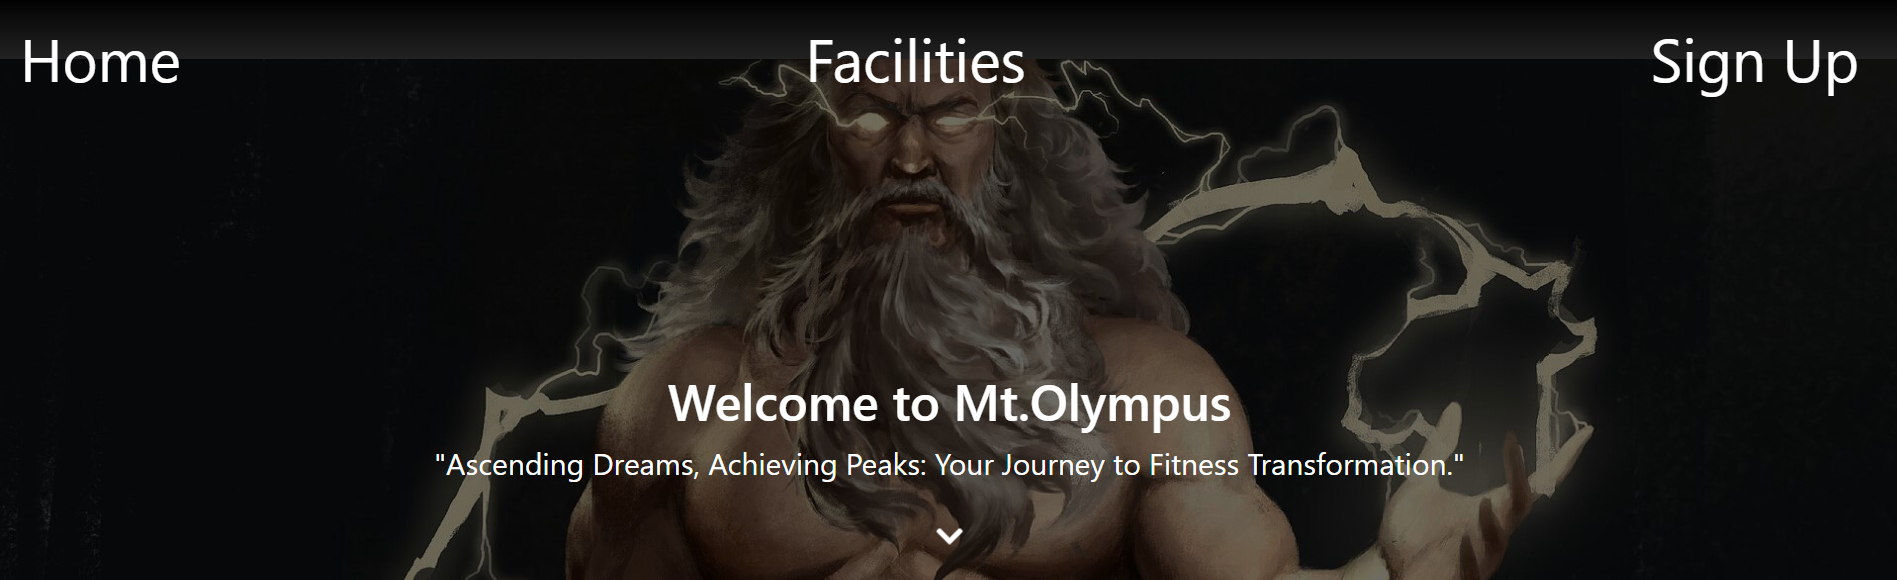 Home Facilities Sign Up
Welcome to Mt.Olympus
"Ascending Dreams, Achieving Peaks: Your Journey to Fitness Transformation."